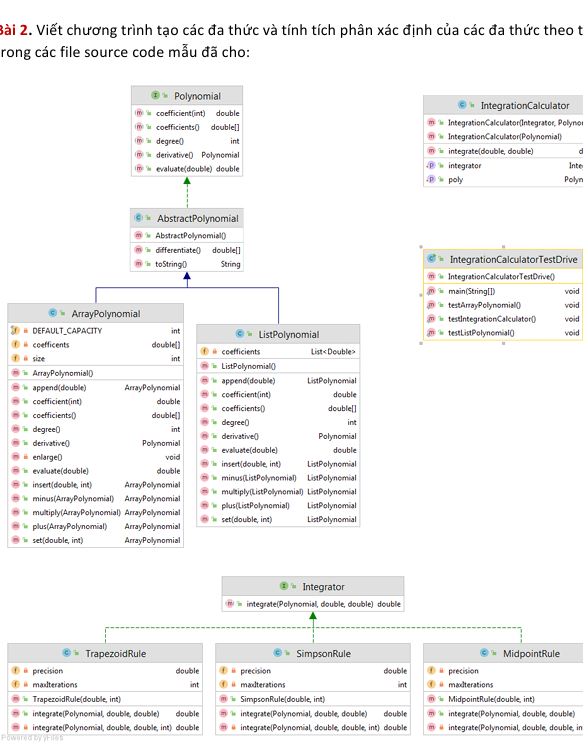 Bài 2. Viết chương trình tạo các đa thức và tính tích phân xác định của các đa thức theo
rong các file source code mẫu đã cho:
Polynomial
coefficient(int) double
coefficients() double[]
degree() int
derivative() Polynomial
evaluate(double) double
IntegrationCalculator
IntegrationCalculator(Integrator, Polyno
IntegrationCalculator(Polynomial)
integrate(double, double) d
integrator Inte
poly Polyn
AbstractPolynomial
AbstractPolynomial()
differentiate() double[]
toString() String
IntegrationCalculatorTestDrive
IntegrationCalculatorTestDrive()
main(String[]) void
testArrayPolynomial() void
testIntegrationCalculator() void
testListPolynomial() void
ArrayPolynomial
DEFAULT_CAPACITY int
coefficents double[]
size int
ArrayPolynomial()
append(double) ArrayPolynomial
coefficient(int) double
coefficients() double[]
degree() int
derivative() Polynomial
enlarge() void
evaluate(double) double
insert(double, int) ArrayPolynomial
minus(ArrayPolynomial) ArrayPolynomial
multiply(ArrayPolynomial) ArrayPolynomial
plus(ArrayPolynomial) ArrayPolynomial
set(double, int) ArrayPolynomial
ListPolynomial
coefficients List<Double>
ListPolynomial()
append(double) ListPolynomial
coefficient(int) double
coefficients() double[]
degree() int
derivative() Polynomial
evaluate(double) double
insert(double, int) ListPolynomial
minus(ListPolynomial) ListPolynomial
multiply(ListPolynomial) ListPolynomial
plus(ListPolynomial) ListPolynomial
set(double, int) ListPolynomial
Integrator
integrate(Polynomial, double, double) double
TrapezoidRule
precision double
maxIterations int
TrapezoidRule(double, int)
integrate(Polynomial, double, double) double
integrate(Polynomial, double, double, int) double
SimpsonRule
precision double
maxIterations int
SimpsonRule(double, int)
integrate(Polynomial, double, double) double
integrate(Polynomial, double, double, int) double
MidpointRule
precision
maxIterations
MidpointRule(double, int)
integrate(Polynomial, double, double)
integrate(Polynomial, double, double, in
Powered by yFiles